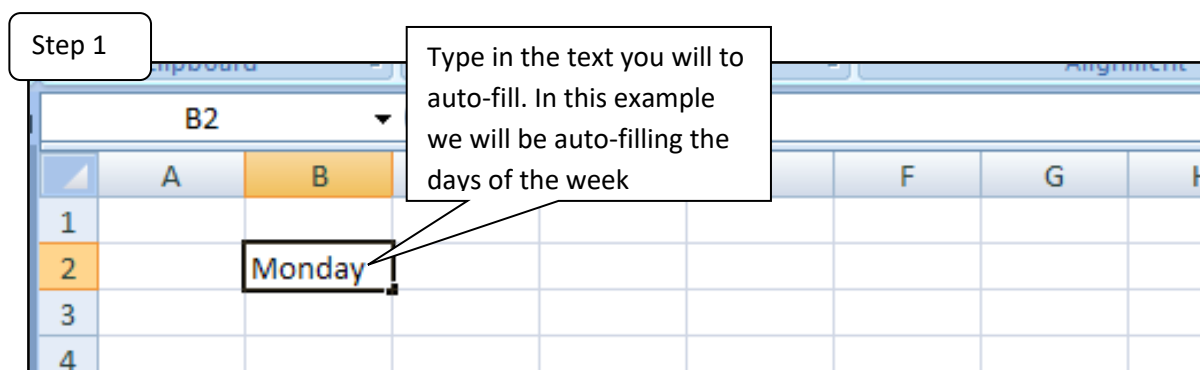 Step 1
Type in the text you will to
auto-fill. In this example
we will be auto-filling the
days of the week
B2
A B F G
1
2 Monday
3
4